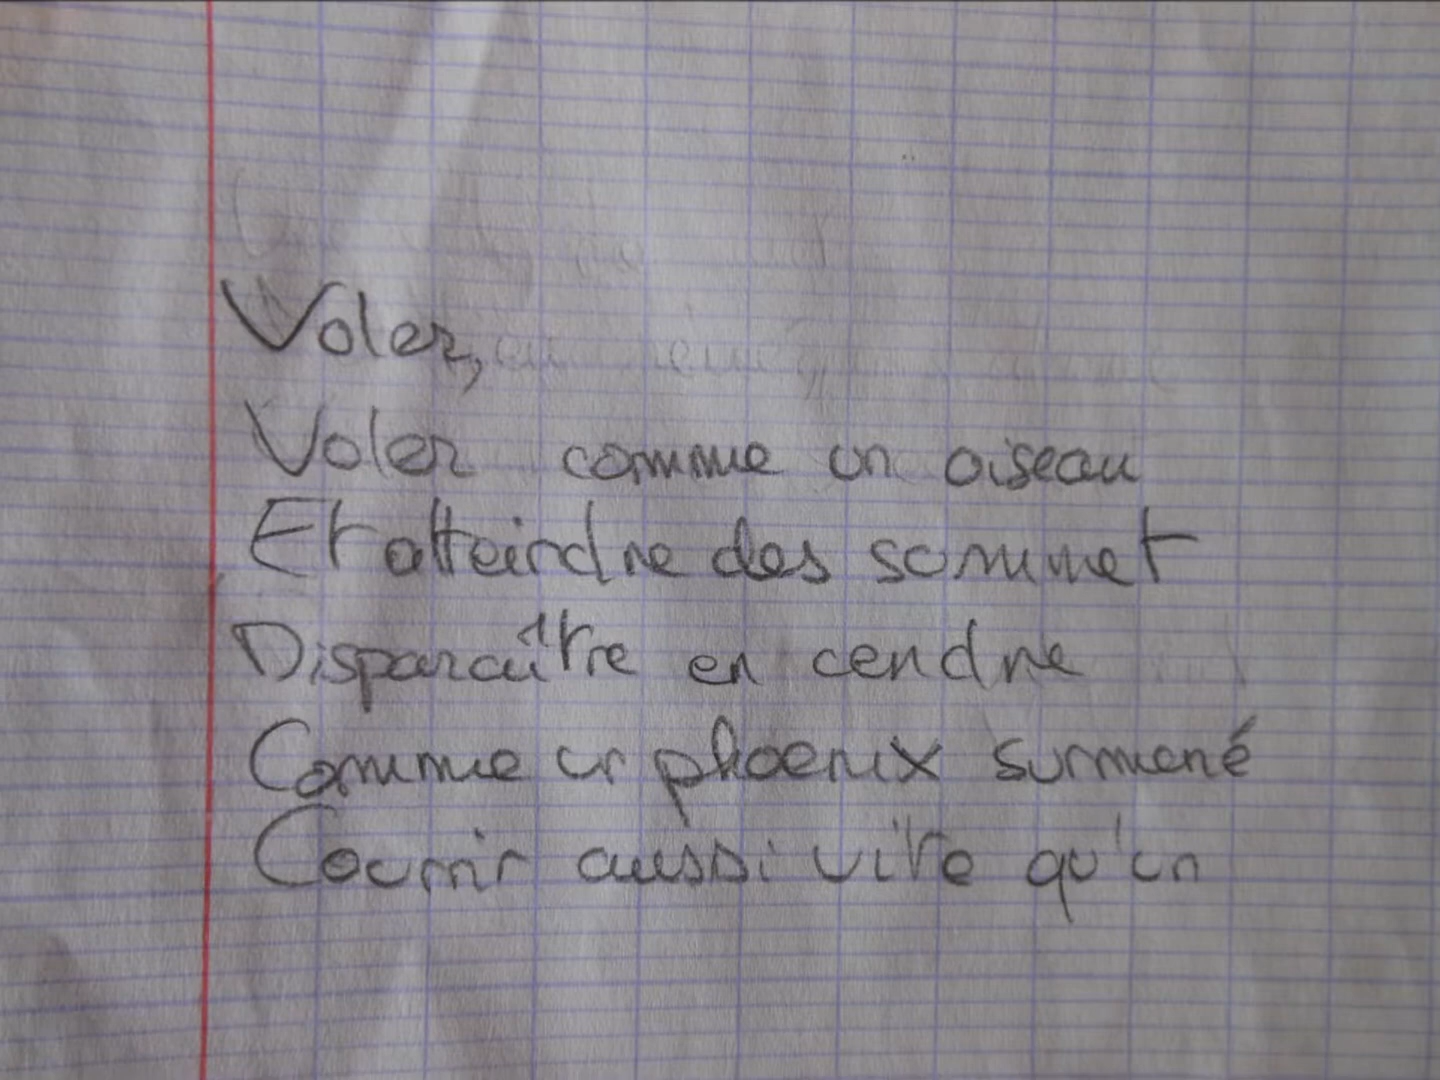 Voler,
Voler comme un oiseau
Et atteindre des sommet
Disparaître en cendre
Comme un phoenix surmené
Courrir aussi vite qu'un